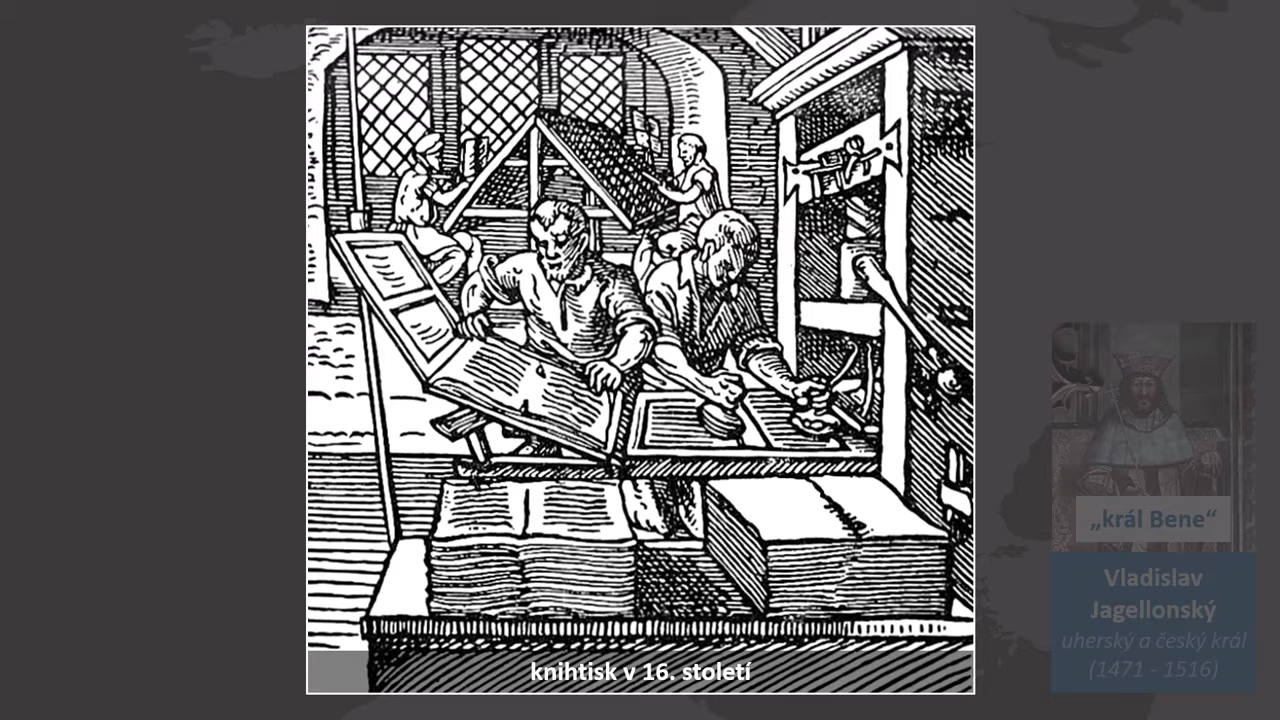 knihtisk v 16. století
„král Bene“
Vladislav
Jagellonský
uherský a český král
(1471 - 1516)